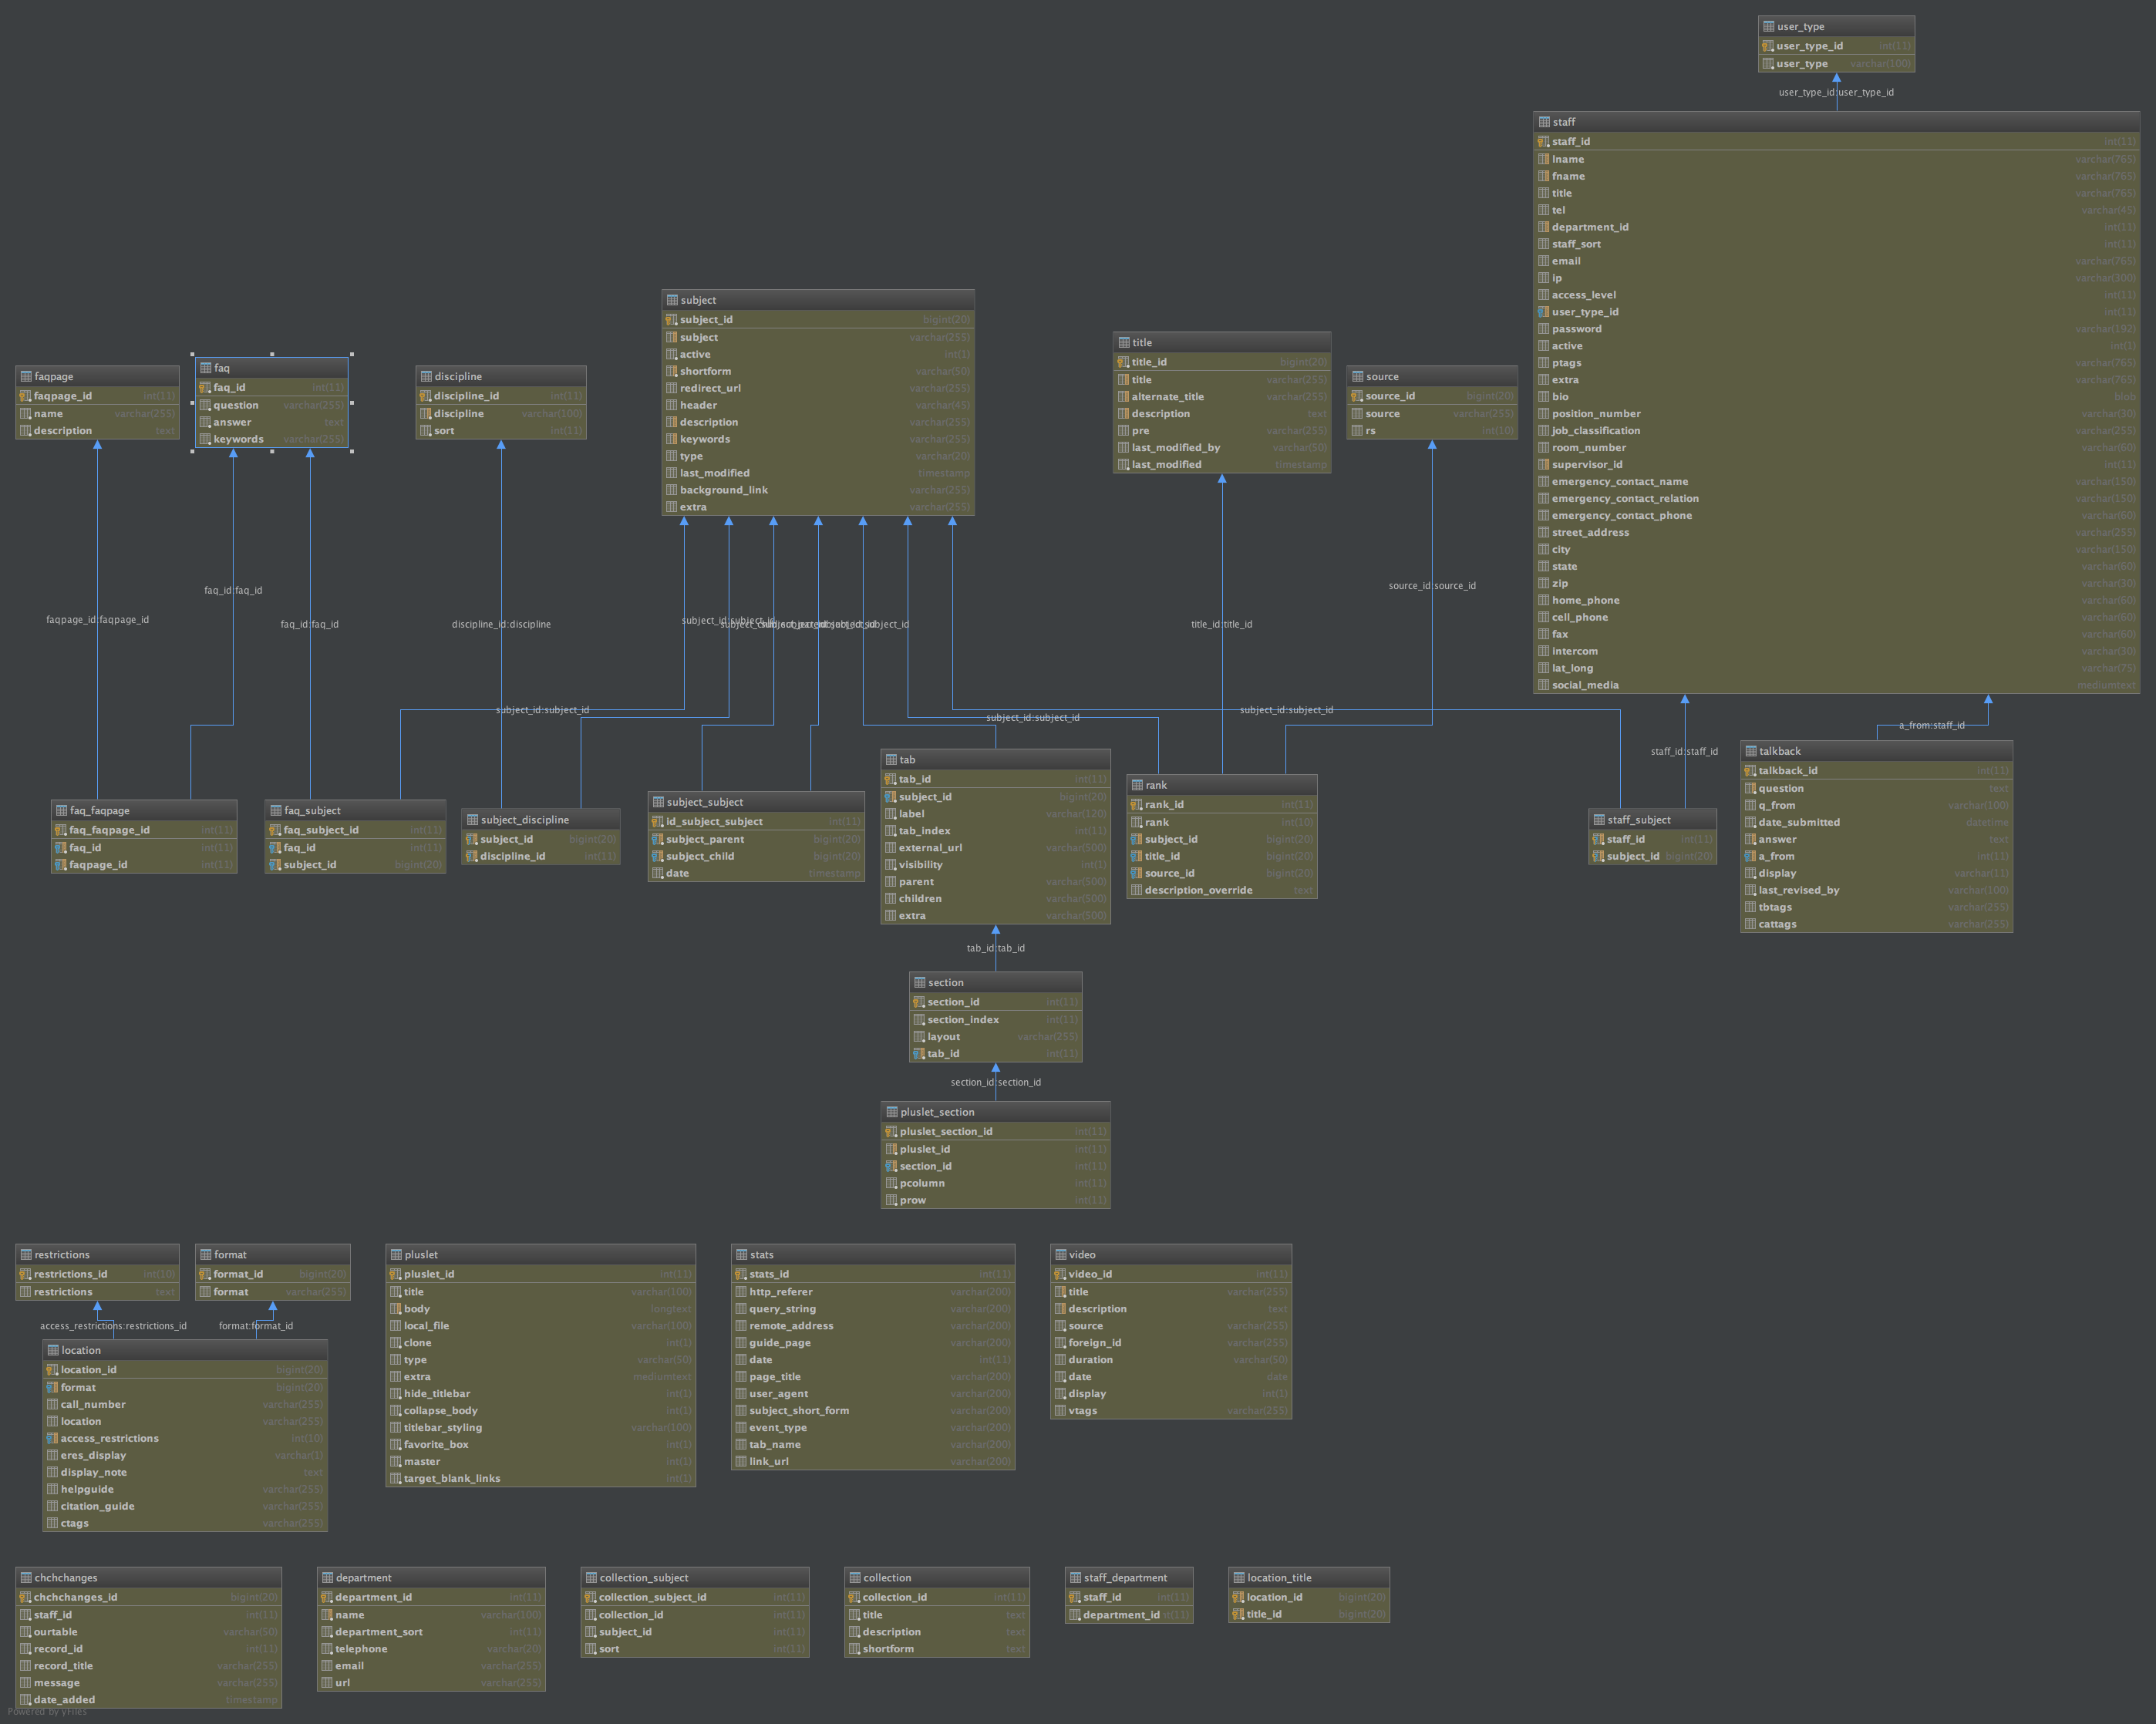 user_type
user_type_id int(11)
user_type varchar(100)
user_type_id:user_type_id
staff
staff_id int(11)
lname varchar(765)
fname varchar(765)
title varchar(765)
tel varchar(45)
department_id int(11)
staff_sort int(11)
email varchar(765)
ip varchar(300)
access_level int(11)
user_type_id int(11)
password varchar(192)
active int(1)
ptags varchar(765)
extra varchar(765)
bio blob
position_number varchar(30)
job_classification varchar(255)
room_number varchar(60)
supervisor_id int(11)
emergency_contact_name varchar(150)
emergency_contact_relation varchar(150)
emergency_contact_phone varchar(60)
street_address varchar(255)
city varchar(150)
state varchar(60)
zip varchar(30)
home_phone varchar(60)
cell_phone varchar(60)
fax varchar(60)
intercom varchar(30)
lat_long varchar(75)
social_media mediumtext
subject
subject_id bigint(20)
subject varchar(255)
active int(1)
shortform varchar(50)
redirect_url varchar(255)
header varchar(45)
description varchar(255)
keywords varchar(255)
type varchar(20)
last_modified timestamp
background_link varchar(255)
extra varchar(255)
title
title_id bigint(20)
title varchar(255)
alternate_title varchar(255)
description text
pre varchar(255)
last_modified_by varchar(50)
last_modified timestamp
source
source_id bigint(20)
source varchar(255)
rs int(10)
faqpage
faqpage_id int(11)
name varchar(255)
description text
faq
faq_id int(11)
question varchar(255)
answer text
keywords varchar(255)
discipline
discipline_id int(11)
discipline varchar(100)
sort int(11)
source_id:source_id
faq_id:faq_id
faqpage_id:faqpage_id
faq_id:faq_id
discipline_id:discipline
subject_id:subject_id
title_id:title_id
subject_id:subject_id
subject_id:subject_id
subject_id:subject_id
a_from:staff_id
staff_id:staff_id
faq_faqpage
faq_faqpage_id int(11)
faq_id int(11)
faqpage_id int(11)
faq_subject
faq_subject_id int(11)
faq_id int(11)
subject_id bigint(20)
subject_discipline
subject_id bigint(20)
discipline_id int(11)
subject_subject
id_subject_subject int(11)
subject_parent bigint(20)
subject_child bigint(20)
date timestamp
tab
tab_id int(11)
subject_id bigint(20)
label varchar(120)
tab_index int(11)
external_url varchar(500)
visibility int(1)
parent varchar(500)
children varchar(500)
extra varchar(500)
rank
rank_id int(11)
rank int(10)
subject_id bigint(20)
title_id bigint(20)
source_id bigint(20)
description_override text
staff_subject
staff_id int(11)
subject_id bigint(20)
talkback
talkback_id int(11)
question text
q_from varchar(100)
date_submitted datetime
answer text
a_from int(11)
display varchar(11)
last_revised_by varchar(100)
tbtags varchar(255)
cattags varchar(255)
tab_id:tab_id
section
section_id int(11)
section_index int(11)
layout varchar(255)
tab_id int(11)
section_id:section_id
pluslet_section
pluslet_section_id int(11)
pluslet_id int(11)
section_id int(11)
pcolumn int(11)
prow int(11)
restrictions
restrictions_id int(10)
restrictions text
format
format_id bigint(20)
format varchar(255)
access_restrictions:restrictions_id
format:format_id
location
location_id bigint(20)
format bigint(20)
call_number varchar(255)
location varchar(255)
access_restrictions int(10)
eres_display varchar(1)
display_note text
helpguide varchar(255)
citation_guide varchar(255)
ctags varchar(255)
pluslet
pluslet_id int(11)
title varchar(100)
body longtext
local_file varchar(100)
clone int(1)
type varchar(50)
extra mediumtext
hide_titlebar int(1)
collapse_body int(1)
titlebar_styling varchar(100)
favorite_box int(1)
master int(1)
target_blank_links int(1)
stats
stats_id int(11)
http_referer varchar(200)
query_string varchar(200)
remote_address varchar(200)
guide_page varchar(200)
date int(11)
page_title varchar(200)
user_agent varchar(200)
subject_short_form varchar(200)
event_type varchar(200)
tab_name varchar(200)
link_url varchar(200)
video
video_id int(11)
title varchar(255)
description text
source varchar(255)
foreign_id varchar(255)
duration varchar(50)
date date
display int(1)
vtags varchar(255)
chchchanges
chchchanges_id bigint(20)
staff_id int(11)
ourtable varchar(50)
record_id int(11)
record_title varchar(255)
message varchar(255)
date_added timestamp
department
department_id int(11)
name varchar(100)
department_sort int(11)
telephone varchar(20)
email varchar(255)
url varchar(255)
collection_subject
collection_subject_id int(11)
collection_id int(11)
subject_id int(11)
sort int(11)
collection
collection_id int(11)
title text
description text
shortform text
staff_department
staff_id int(11)
department_id int(11)
location_title
location_id bigint(20)
title_id bigint(20)
Powered by yFiles